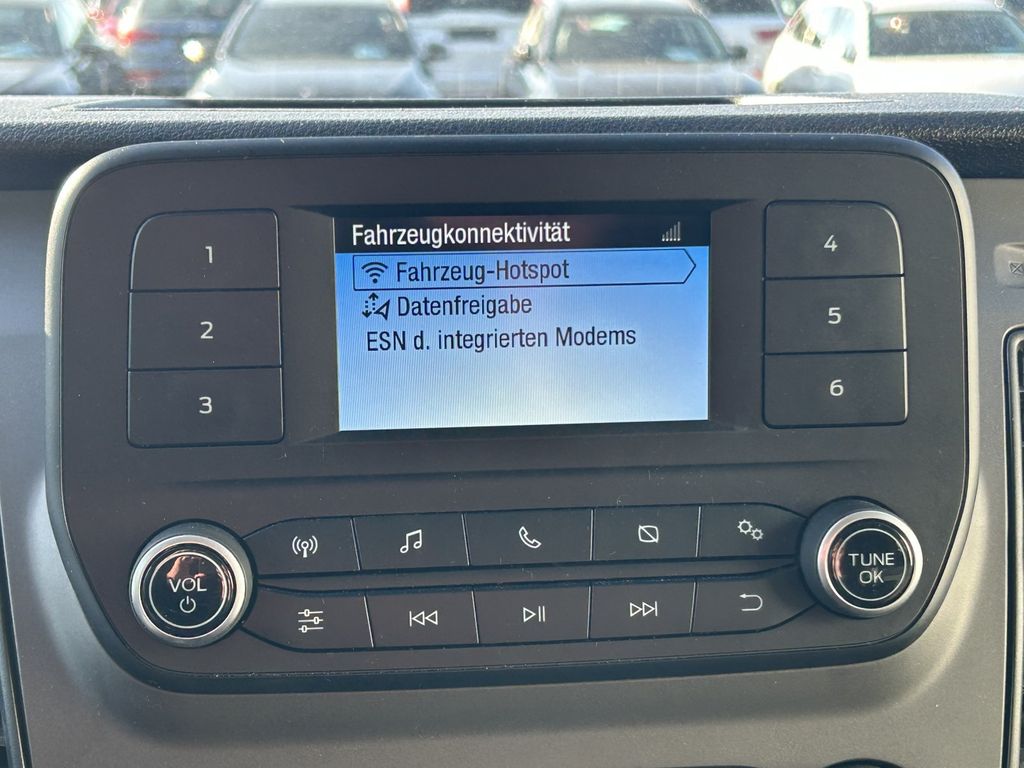 Fahrzeugkonnektivität
Fahrzeug-Hotspot
Datenfreigabe
ESN d. integrierten Modems
1
2
3
4
5
6
VOL
TUNE
OK